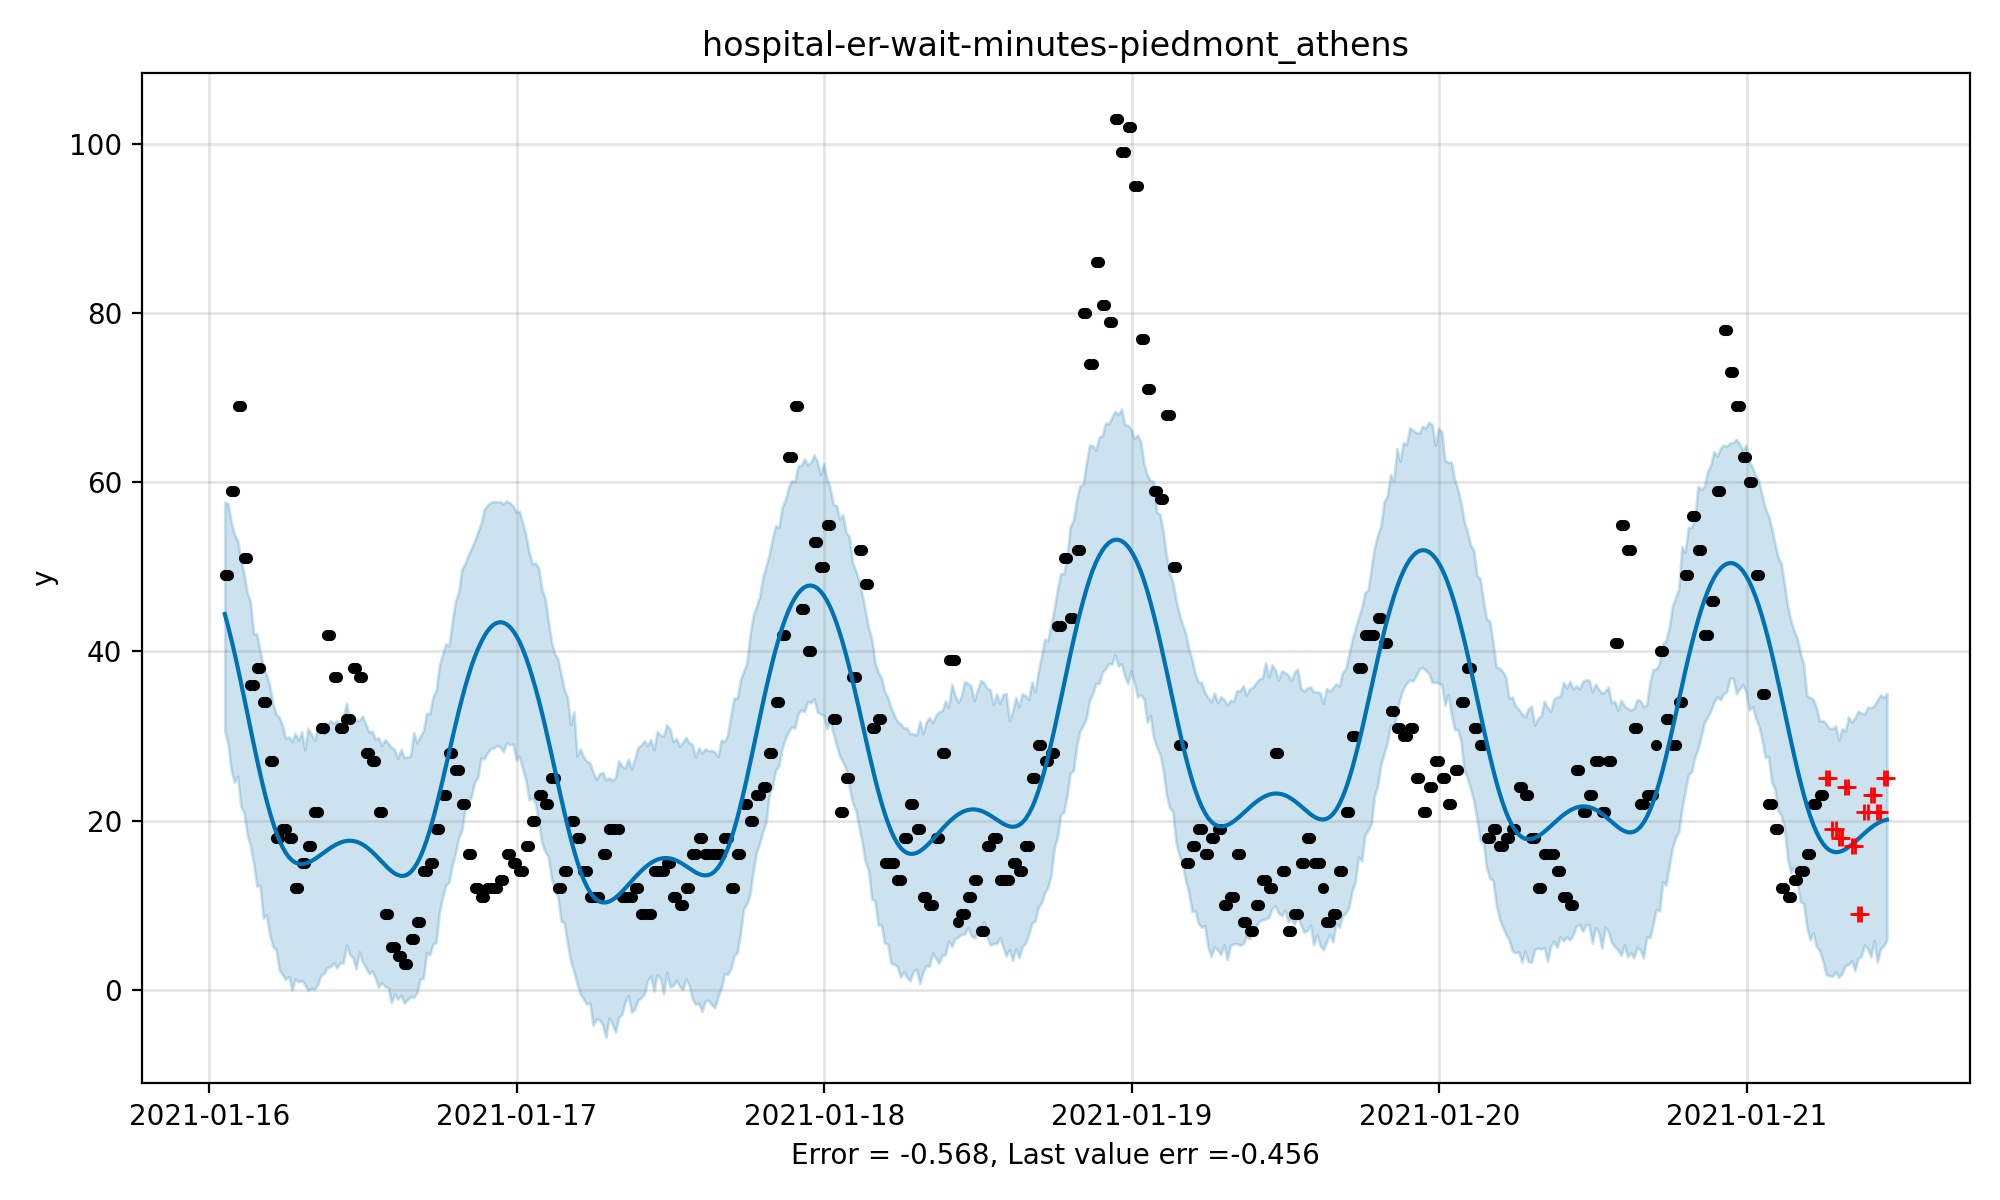 hospital-er-wait-minutes-piedmont_athens
100
80
60
40
20
0
y
2021-01-16 2021-01-17 2021-01-18 2021-01-19 2021-01-20 2021-01-21
Error = -0.568, Last value err =-0.456